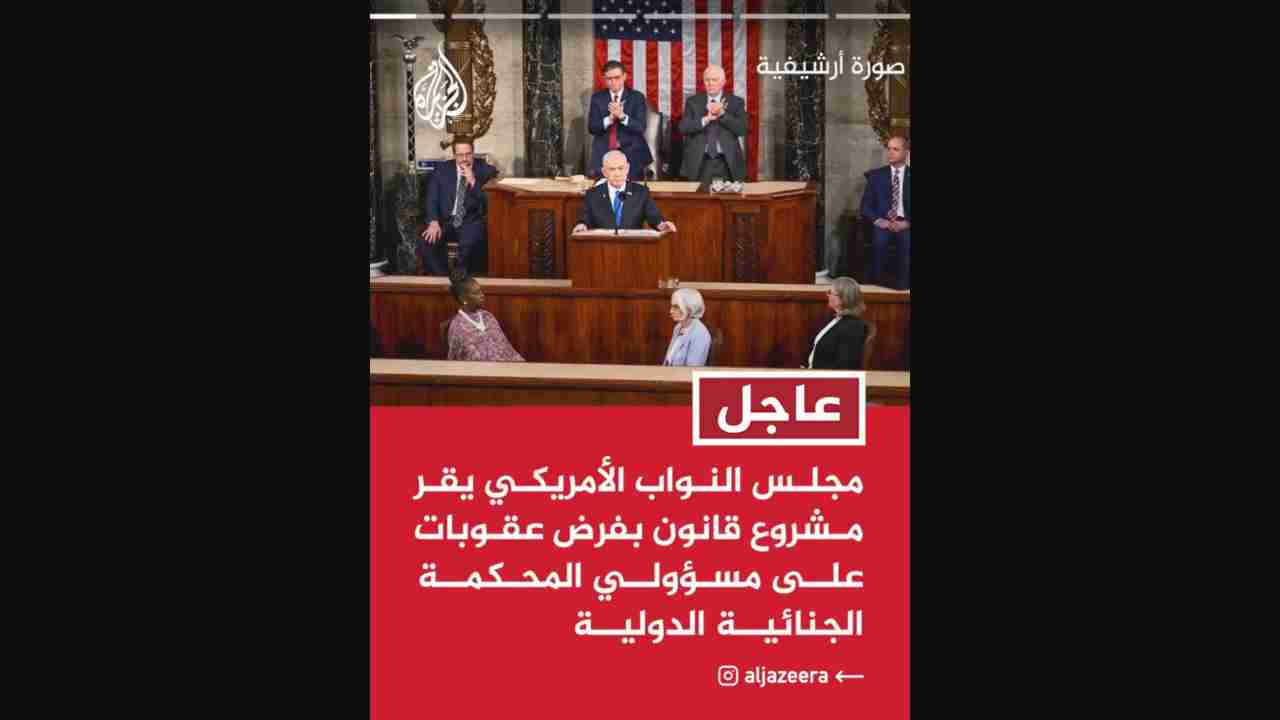 صورة أرشيفية
الجزيرة
عاجل
مجلس النواب الأمريكي يقر
مشروع قانون بفرض عقوبات
على مسؤولي المحكمة
الجنائية الدولية
aljazeera